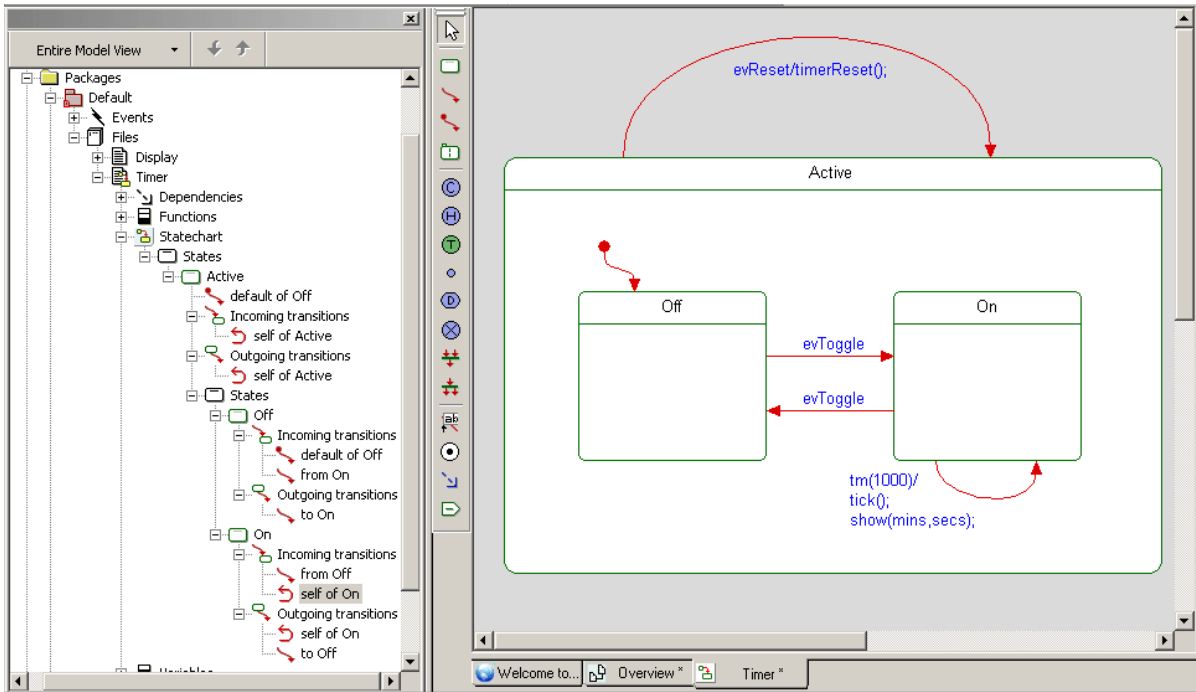 Entire Model View
Packages
Default
Events
Files
Display
Timer
Dependencies
Functions
Statechart
States
Active
default of Off
Incoming transitions
self of Active
Outgoing transitions
self of Active
States
Off
Incoming transitions
default of Off
from On
Outgoing transitions
to On
On
Incoming transitions
from Off
self of On
Outgoing transitions
self of On
to Off
Variables
C
H
T
D
ab
evReset/timerReset();
Active
Off
On
evToggle
evToggle
tm(1000)/
tick();
show(mins,secs);
Welcome to... Overview * Timer *